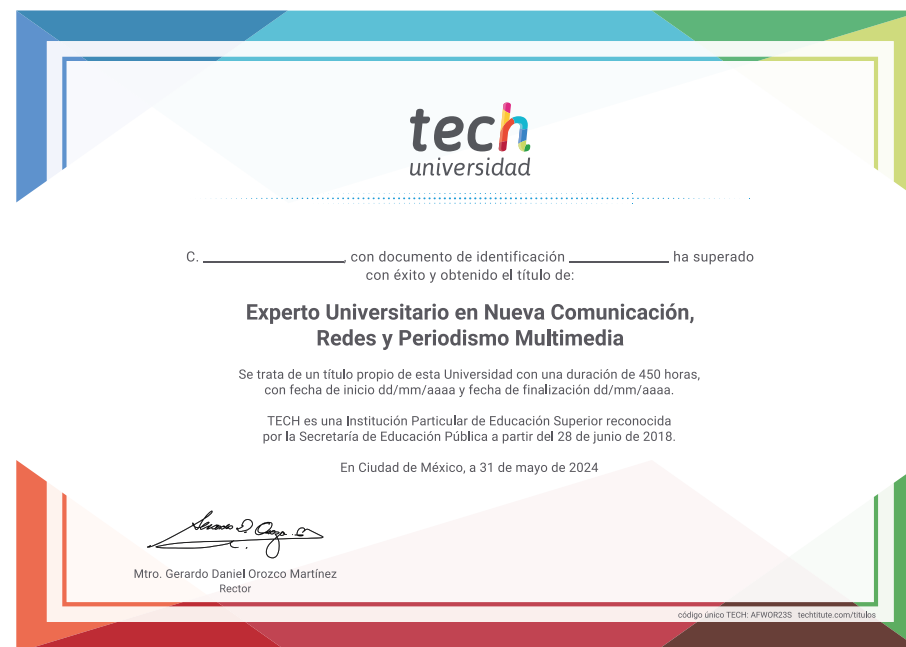 tech
universidad
C. ____________, con documento de identificación ____________ ha superado
con éxito y obtenido el título de:
Experto Universitario en Nueva Comunicación,
Redes y Periodismo Multimedia
Se trata de un título propio de esta Universidad con una duración de 450 horas,
con fecha de inicio dd/mm/aaaa y fecha de finalización dd/mm/aaaa.
TECH es una Institución Particular de Educación Superior reconocida
por la Secretaría de Educación Pública a partir del 28 de junio de 2018.
En Ciudad de México, a 31 de mayo de 2024
Mtro. Gerardo Daniel Orozco Martínez
Rector
código único TECH: AFWOR23S techtitute.com/titulos